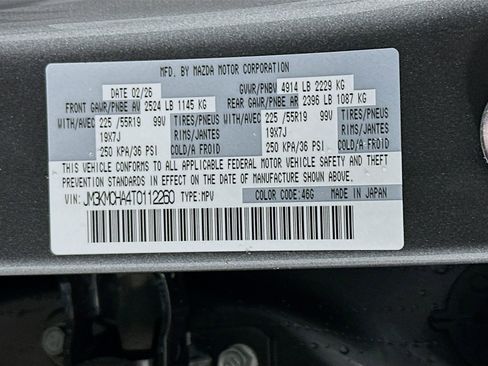 MFD. BY MAZDA MOTOR CORPORATION
DATE 02/26 GVWR/PNBV 4914 LB 2229 KG
FRONT GAWR/PNBE AV 2524 LB 1145 KG REAR GAWR/PNBE AR 2396 LB 1087 KG
WITH/AVEC 225 /55R19 99V TIRES/PNEUS WITH/AVEC 225 /55R19 99V TIRES/PNEUS
19X7J RIMS/JANTES 19X7J RIMS/JANTES
250 KPA/36 PSI COLD/A FROID 250 KPA/36 PSI COLD/A FROID
THIS VEHICLE CONFORMS TO ALL APPLICABLE FEDERAL MOTOR VEHICLE SAFETY, BUMPER, AND THEFT
PREVENTION STANDARDS IN EFFECT ON THE DATE OF MANUFACTURE SHOWN ABOVE.
VIN: JM3KMCHA4T0112250 TYPE:MPV COLOR CODE:46G MADE IN JAPAN